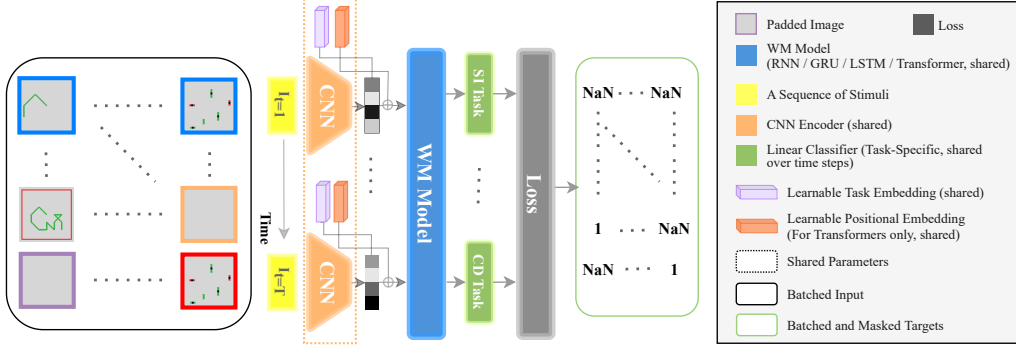 I_{t=1}
Time
I_{t=T}
CNN
CNN
WM Model
SI Task
CD Task
Loss
NaN NaN
1 NaN
NaN 1
Padded Image
Loss
WM Model
(RNN / GRU / LSTM / Transformer, shared)
A Sequence of Stimuli
CNN Encoder (shared)
Linear Classifier (Task-Specific, shared
over time steps)
Learnable Task Embedding (shared)
Learnable Positional Embedding
(For Transformers only, shared)
Shared Parameters
Batched Input
Batched and Masked Targets